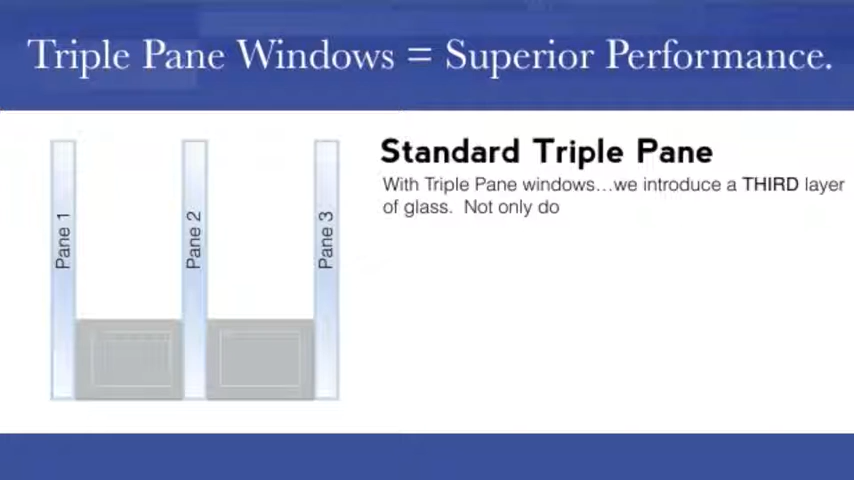 Triple Pane Windows = Superior Performance.
Standard Triple Pane
With Triple Pane windows...we introduce a THIRD layer
of glass.  Not only do
Pane 1
Pane 2
Pane 3